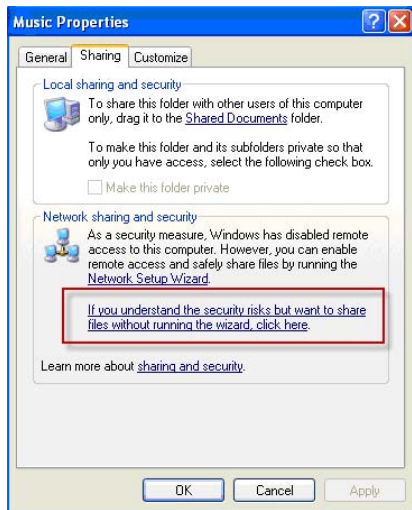 Music Properties
General Sharing Customize
Local sharing and security
To share this folder with other users of this computer
only, drag it to the Shared Documents folder.
To make this folder and its subfolders private so that
only you have access, select the following check box.
Make this folder private
Network sharing and security
As a security measure, Windows has disabled remote
access to this computer. However, you can enable
remote access and safely share files by running the
Network Setup Wizard.
If you understand the security risks but want to share
files without running the wizard, click here.
Learn more about sharing and security.
OK Cancel Apply